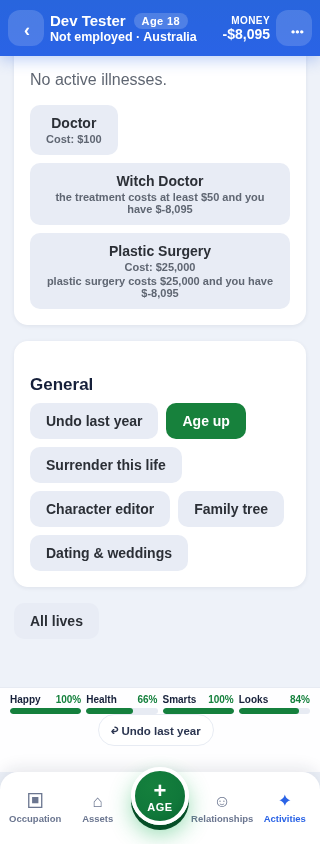 Dev Tester Age 18
Not employed · Australia
MONEY
-$8,095
No active illnesses.
Doctor
Cost: $100
Witch Doctor
the treatment costs at least $50 and you
have $-8,095
Plastic Surgery
Cost: $25,000
plastic surgery costs $25,000 and you have
$-8,095
General
Undo last year
Age up
Surrender this life
Character editor
Family tree
Dating & weddings
All lives
Happy 100% Health 66% Smarts 100% Looks 84%
Undo last year
+
AGE
Occupation Assets Relationships Activities